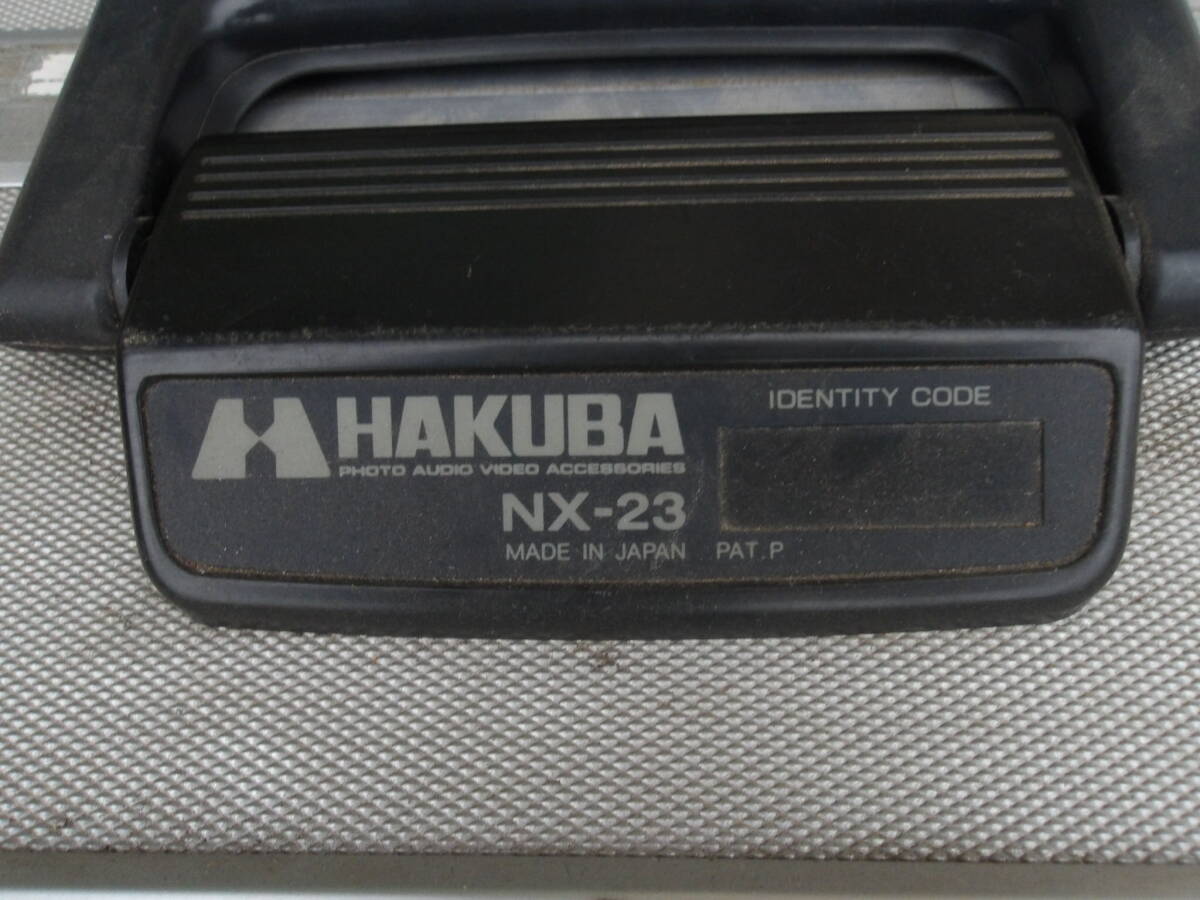 HAKUBA
PHOTO AUDIO VIDEO ACCESSORIES
NX-23
MADE IN JAPAN PAT.P
IDENTITY CODE